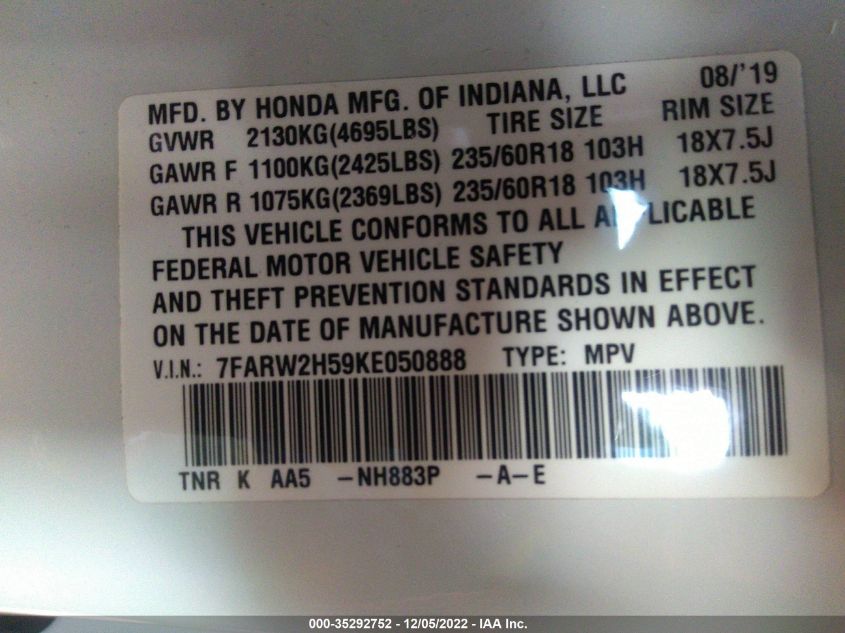 MFD. BY HONDA MFG. OF INDIANA, LLC 08/'19
GVWR 2130KG(4695LBS) TIRE SIZE RIM SIZE
GAWR F 1100KG(2425LBS) 235/60R18 103H 18X7.5J
GAWR R 1075KG(2369LBS) 235/60R18 103H 18X7.5J
THIS VEHICLE CONFORMS TO ALL APPLICABLE
FEDERAL MOTOR VEHICLE SAFETY
AND THEFT PREVENTION STANDARDS IN EFFECT
ON THE DATE OF MANUFACTURE SHOWN ABOVE.
V.I.N.: 7FARW2H59KE050888 TYPE: MPV
TNR K AA5 -NH883P -A-E
000-35292752 - 12/05/2022 - IAA Inc.